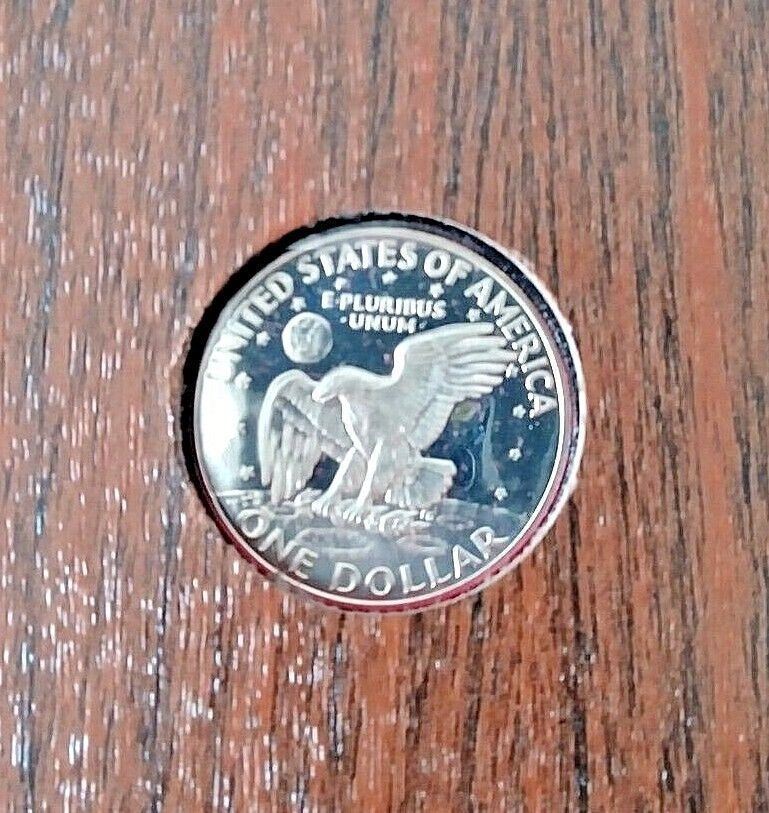 UNITED STATES OF AMERICA
E·PLURIBUS
·UNUM·
ONE DOLLAR